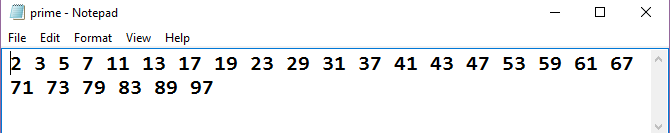 prime - Notepad
File Edit Format View Help
2 3 5 7 11 13 17 19 23 29 31 37 41 43 47 53 59 61 67
71 73 79 83 89 97